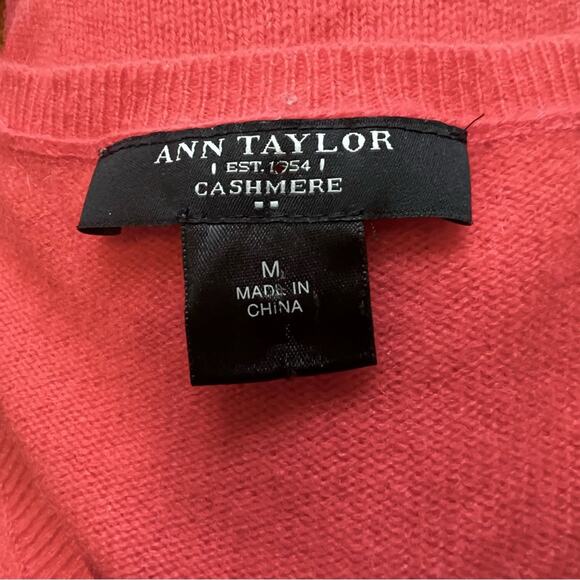 ANN TAYLOR
EST. 1954
CASHMERE
M
MADE IN
CHINA